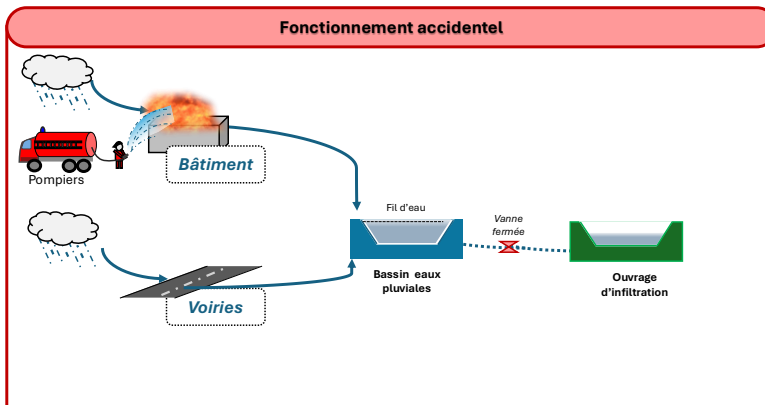 Fonctionnement accidentel
Bâtiment
Pompiers
Fil d'eau
Vanne
fermée
Bassin eaux
pluviales
Ouvrage
d'infiltration
Voiries